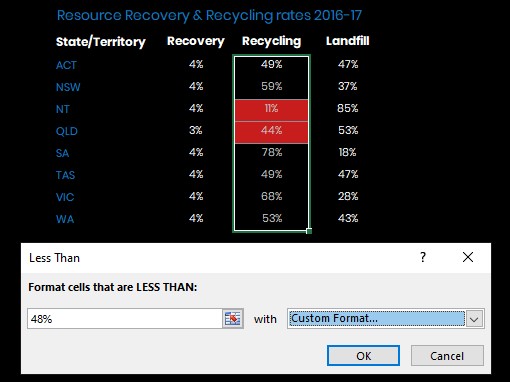 Resource Recovery & Recycling rates 2016-17
State/Territory Recovery Recycling Landfill
ACT 4% 49% 47%
NSW 4% 59% 37%
NT 4% 11% 85%
QLD 3% 44% 53%
SA 4% 78% 18%
TAS 4% 49% 47%
VIC 4% 68% 28%
WA 4% 53% 43%
Less Than ?
Format cells that are LESS THAN:
48% with Custom Format...
OK Cancel